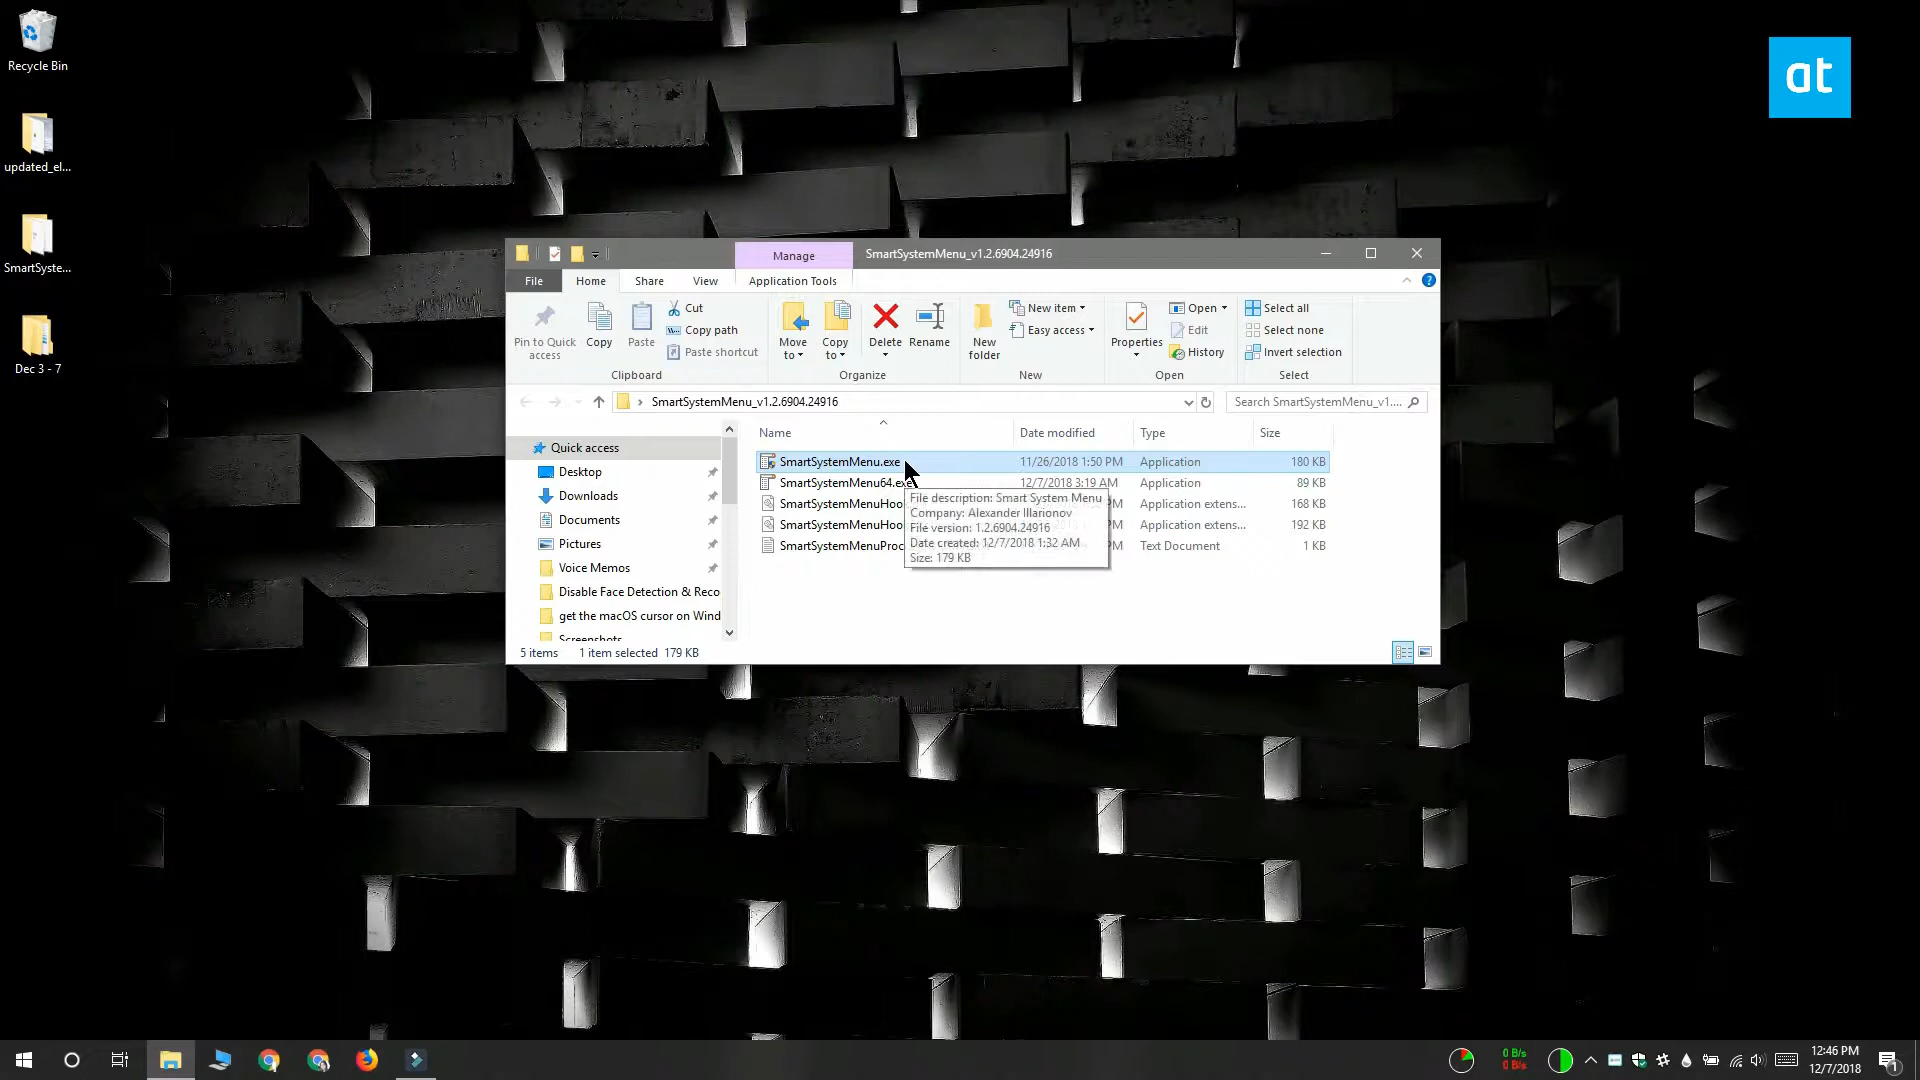 Recycle Bin
updated_el...
SmartSyste...
Dec 3 - 7
at
Manage
SmartSystemMenu_v1.2.6904.24916
File
Home
Share
View
Application Tools
Pin to Quick access
Copy
Paste
Cut
Copy path
Paste shortcut
Clipboard
Move to
Copy to
Delete
Rename
Organize
New folder
New item
Easy access
New
Properties
Open
Edit
History
Open
Select all
Select none
Invert selection
Select
SmartSystemMenu_v1.2.6904.24916
Search SmartSystemMenu_v1....
Quick access
Desktop
Downloads
Documents
Pictures
Voice Memos
Disable Face Detection & Reco
get the macOS cursor on Wind
Screenshots
Name Date modified Type Size
SmartSystemMenu.exe 11/26/2018 1:50 PM Application 180 KB
SmartSystemMenu64.exe 12/7/2018 3:19 AM Application 89 KB
SmartSystemMenuHoo PM Application extens... 168 KB
SmartSystemMenuHoo PM Application extens... 192 KB
SmartSystemMenuProc PM Text Document 1 KB
File description: Smart System Menu
Company: Alexander Illarionov
File version: 1.2.6904.24916
Date created: 12/7/2018 1:32 AM
Size: 179 KB
5 items 1 item selected 179 KB
0 B/s
0 B/s
12:46 PM
12/7/2018
1